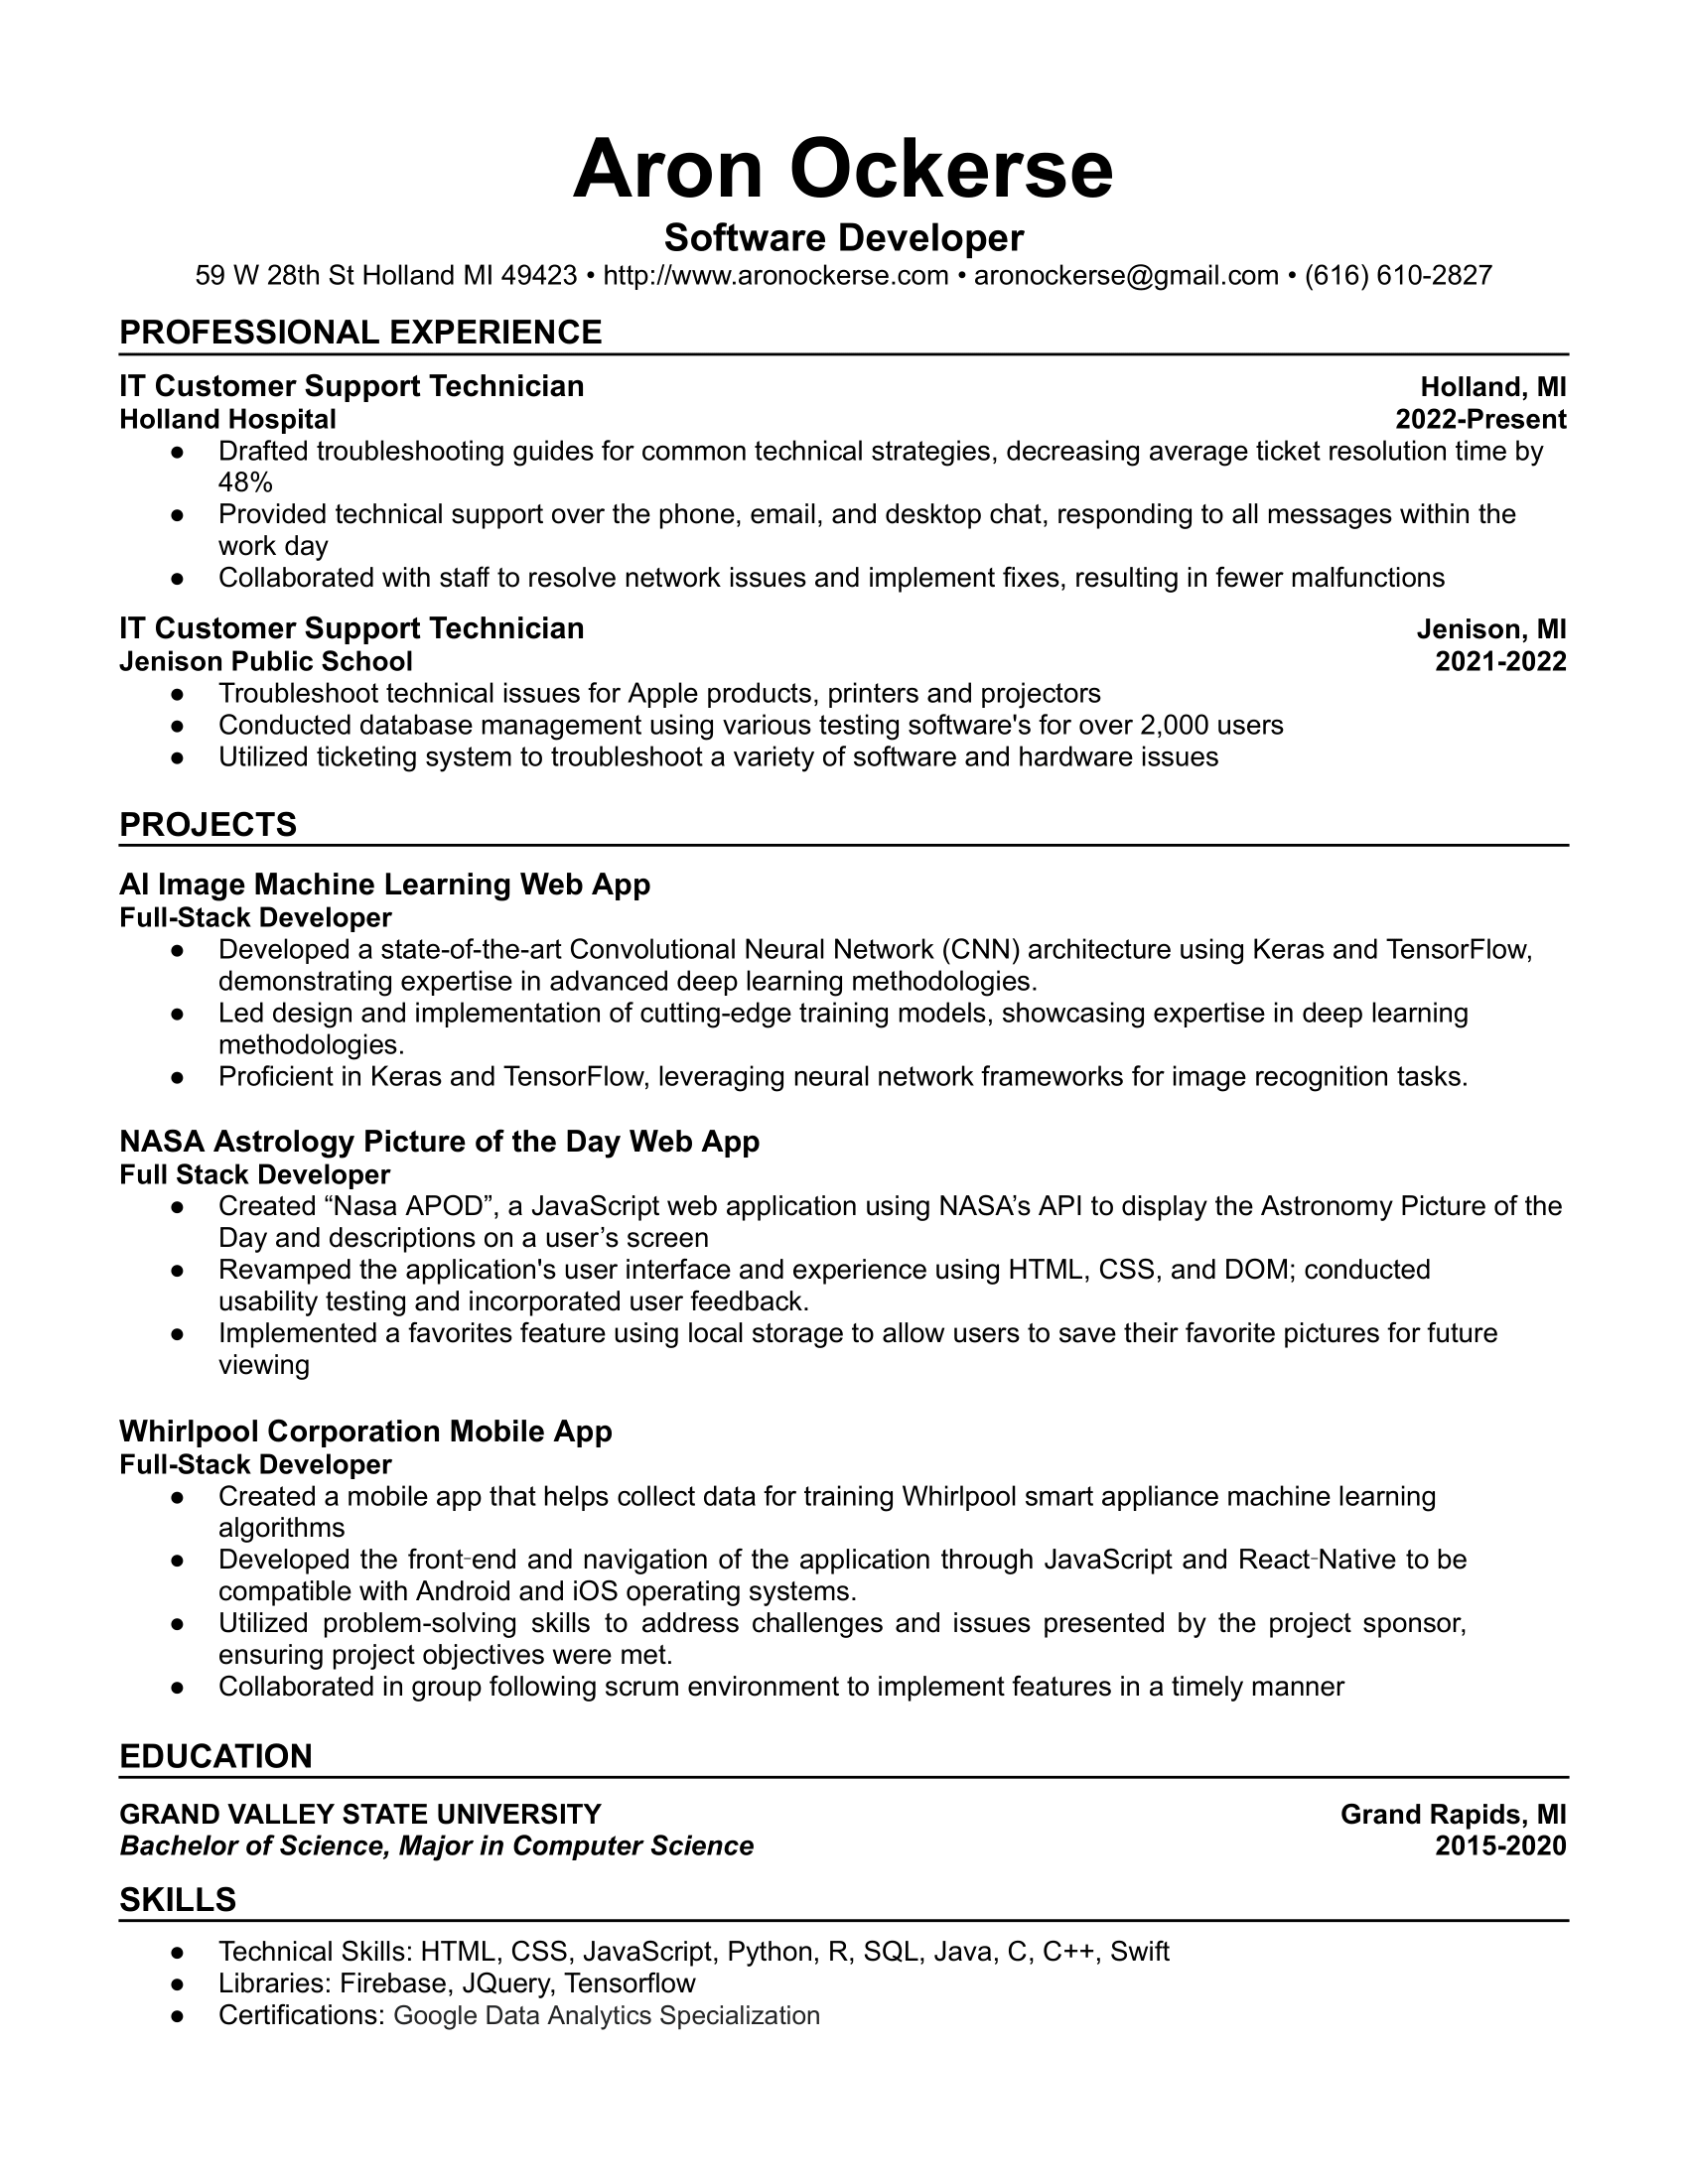 Aron Ockerse
Software Developer
59 W 28th St Holland MI 49423 • http://www.aronockerse.com • aronockerse@gmail.com • (616) 610-2827
PROFESSIONAL EXPERIENCE
IT Customer Support Technician Holland, MI
Holland Hospital 2022-Present
● Drafted troubleshooting guides for common technical strategies, decreasing average ticket resolution time by
48%
● Provided technical support over the phone, email, and desktop chat, responding to all messages within the
work day
● Collaborated with staff to resolve network issues and implement fixes, resulting in fewer malfunctions
IT Customer Support Technician Jenison, MI
Jenison Public School 2021-2022
● Troubleshoot technical issues for Apple products, printers and projectors
● Conducted database management using various testing software's for over 2,000 users
● Utilized ticketing system to troubleshoot a variety of software and hardware issues
PROJECTS
AI Image Machine Learning Web App
Full-Stack Developer
● Developed a state-of-the-art Convolutional Neural Network (CNN) architecture using Keras and TensorFlow,
demonstrating expertise in advanced deep learning methodologies.
● Led design and implementation of cutting-edge training models, showcasing expertise in deep learning
methodologies.
● Proficient in Keras and TensorFlow, leveraging neural network frameworks for image recognition tasks.
NASA Astrology Picture of the Day Web App
Full Stack Developer
● Created “Nasa APOD”, a JavaScript web application using NASA’s API to display the Astronomy Picture of the
Day and descriptions on a user’s screen
● Revamped the application's user interface and experience using HTML, CSS, and DOM; conducted
usability testing and incorporated user feedback.
● Implemented a favorites feature using local storage to allow users to save their favorite pictures for future
viewing
Whirlpool Corporation Mobile App
Full-Stack Developer
● Created a mobile app that helps collect data for training Whirlpool smart appliance machine learning
algorithms
● Developed the front-end and navigation of the application through JavaScript and React-Native to be
compatible with Android and iOS operating systems.
● Utilized problem-solving skills to address challenges and issues presented by the project sponsor,
ensuring project objectives were met.
● Collaborated in group following scrum environment to implement features in a timely manner
EDUCATION
GRAND VALLEY STATE UNIVERSITY Grand Rapids, MI
Bachelor of Science, Major in Computer Science 2015-2020
SKILLS
● Technical Skills: HTML, CSS, JavaScript, Python, R, SQL, Java, C, C++, Swift
● Libraries: Firebase, JQuery, Tensorflow
● Certifications: Google Data Analytics Specialization